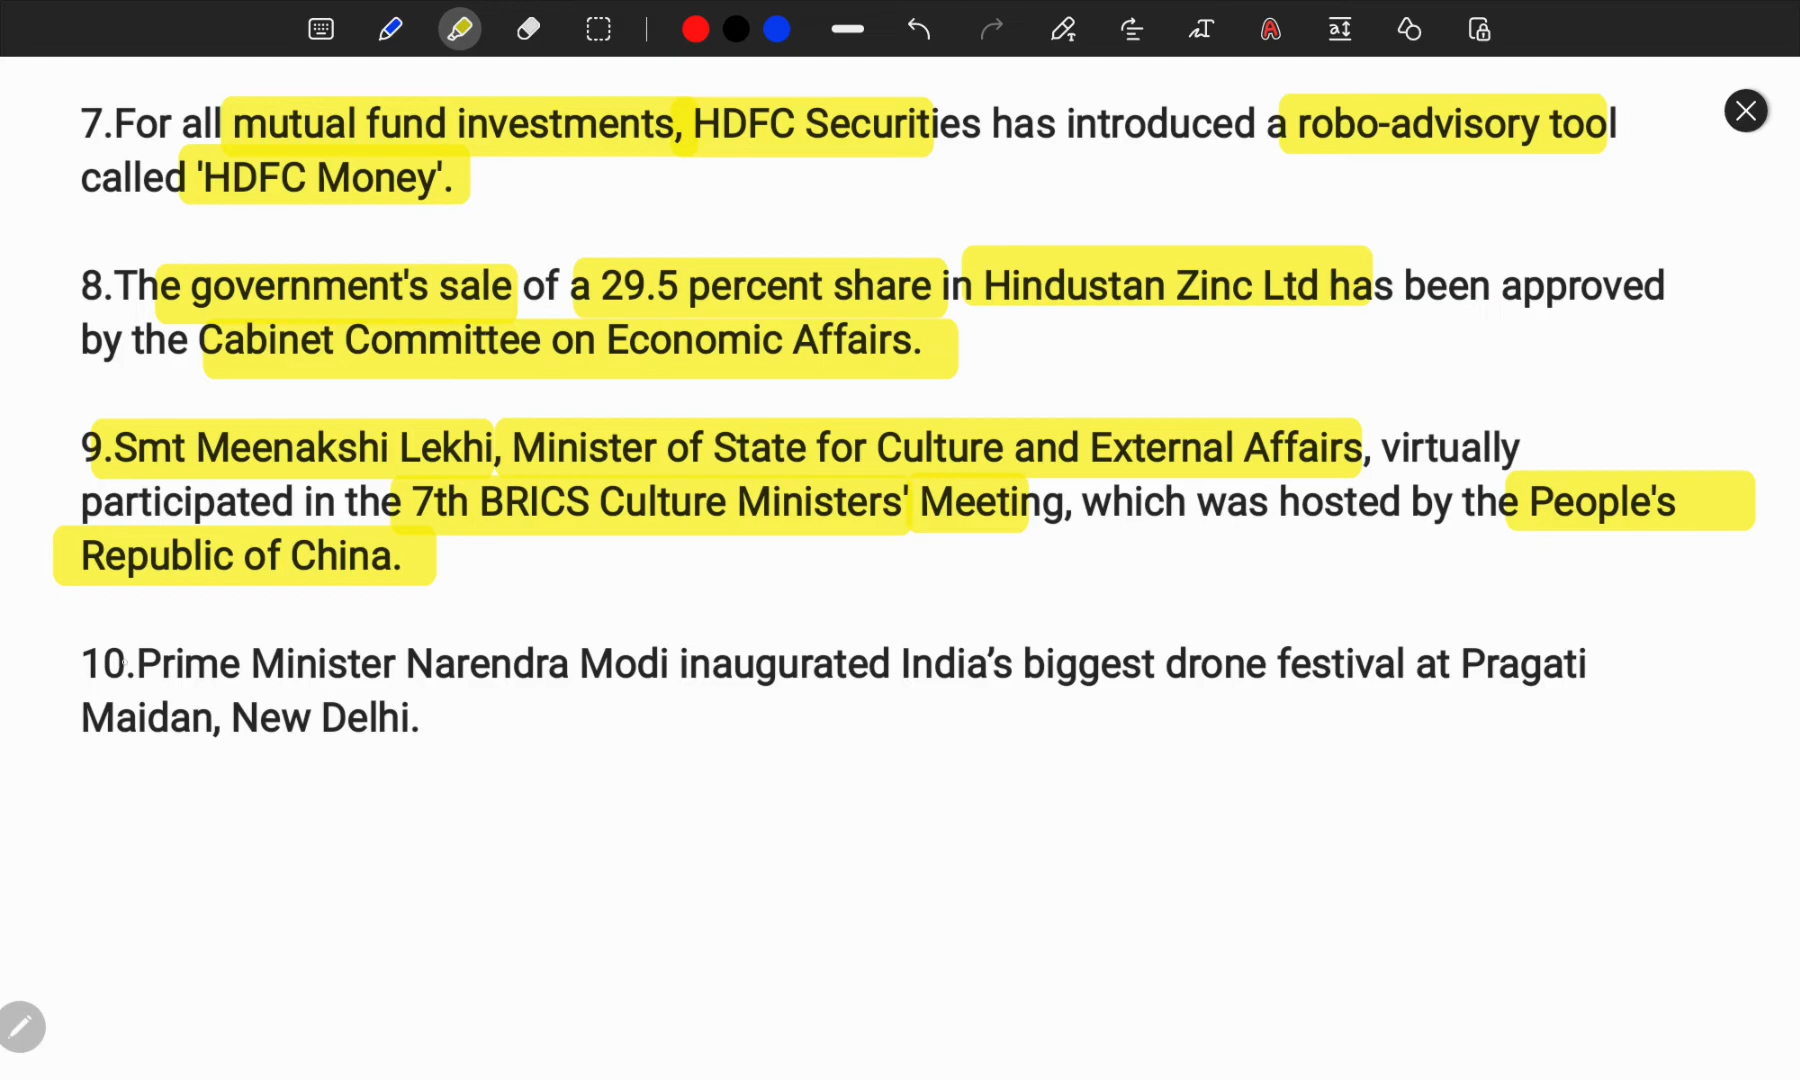 7.For all mutual fund investments, HDFC Securities has introduced a robo-advisory tool
called 'HDFC Money'.
8.The government's sale of a 29.5 percent share in Hindustan Zinc Ltd has been approved
by the Cabinet Committee on Economic Affairs.
9.Smt Meenakshi Lekhi, Minister of State for Culture and External Affairs, virtually
participated in the 7th BRICS Culture Ministers' Meeting, which was hosted by the People's
Republic of China.
10.Prime Minister Narendra Modi inaugurated India’s biggest drone festival at Pragati
Maidan, New Delhi.